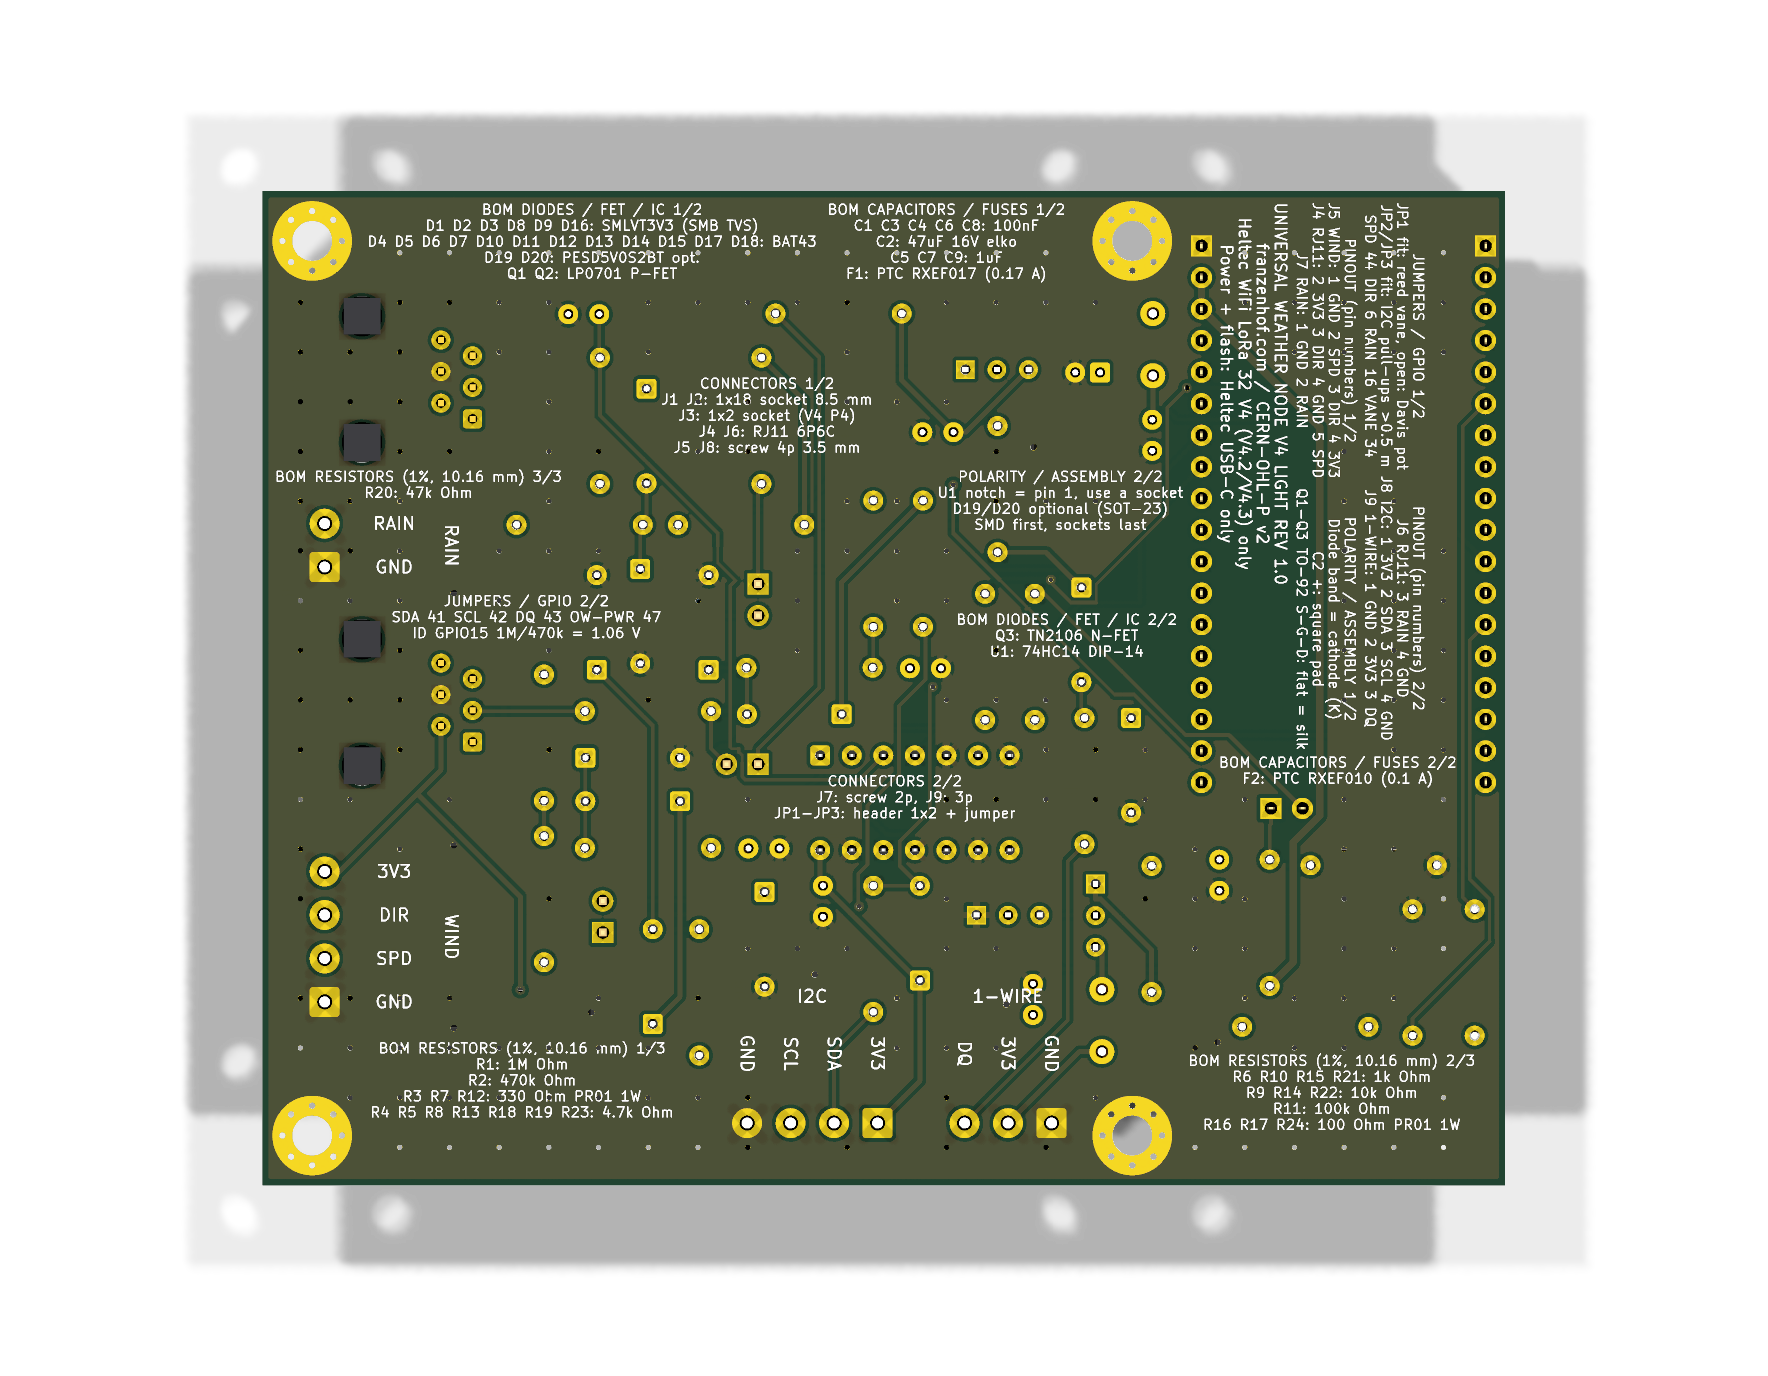 BOM DIODES / FET / IC 1/2
D1 D2 D3 D8 D9 D16: SMLVT3V3 (SMB TVS)
D4 D5 D6 D7 D10 D11 D12 D13 D14 D15 D17 D18: BAT43
D19 D20: PESD5V0S2BT opt.
Q1 Q2: LP0701 P-FET
BOM CAPACITORS / FUSES 1/2
C1 C3 C4 C6 C8: 100nF
C2: 47uF 16V elko
C5 C7 C9: 1uF
F1: PTC RXEF017 (0.17 A)
CONNECTORS 1/2
J1 J2: 1x18 socket 8.5 mm
J3: 1x2 socket (V4 P4)
J4 J6: RJ11 6P6C
J5 J8: screw 4p 3.5 mm
BOM RESISTORS (1%, 10.16 mm) 3/3
R20: 47k Ohm
RAIN
GND
RAIN
POLARITY / ASSEMBLY 2/2
U1 notch = pin 1, use a socket
D19/D20 optional (SOT-23)
SMD first, sockets last
JUMPERS / GPIO 2/2
SDA 41 SCL 42 DQ 43 OW-PWR 47
ID GPIO15 1M/470k = 1.06 V
BOM DIODES / FET / IC 2/2
Q3: TN2106 N-FET
U1: 74HC14 DIP-14
JUMPERS / GPIO 1/2
JP1 fit: reed vane, open: Davis pot
JP2/JP3 fit: I2C pull-ups >0.5 m
SPD 44 DIR 6 RAIN 16 VANE 34
PINOUT (pin numbers) 1/2
J5 WIND: 1 GND 2 SPD 3 DIR 4 3V3
J4 RJ11: 2 3V3 3 DIR 4 GND 5 SPD
J7 RAIN: 1 GND 2 RAIN
PINOUT (pin numbers) 2/2
J6 RJ11: 3 RAIN 4 GND
J8 I2C: 1 3V3 2 SDA 3 SCL 4 GND
J9 1-WIRE: 1 GND 2 3V3 3 DQ
POLARITY / ASSEMBLY 1/2
Diode band = cathode (K)
C2 +: square pad
Q1-Q3 TO-92 S-G-D: flat = silk
UNIVERSAL WEATHER NODE V4 LIGHT REV 1.0
franzenhof.com / CERN-OHL-P v2
Heltec WiFi LoRa 32 V4 (V4.2/V4.3) only
Power + flash: Heltec USB-C only
BOM CAPACITORS / FUSES 2/2
F2: PTC RXEF010 (0.1 A)
CONNECTORS 2/2
J7: screw 2p, J9: 3p
JP1-JP3: header 1x2 + jumper
3V3
DIR
SPD
GND
WIND
I2C
1-WIRE
GND
SCL
SDA
3V3
DQ
3V3
GND
BOM RESISTORS (1%, 10.16 mm) 1/3
R1: 1M Ohm
R2: 470k Ohm
R3 R7 R12: 330 Ohm PR01 1W
R4 R5 R8 R13 R18 R19 R23: 4.7k Ohm
BOM RESISTORS (1%, 10.16 mm) 2/3
R6 R10 R15 R21: 1k Ohm
R9 R14 R22: 10k Ohm
R11: 100k Ohm
R16 R17 R24: 100 Ohm PR01 1W